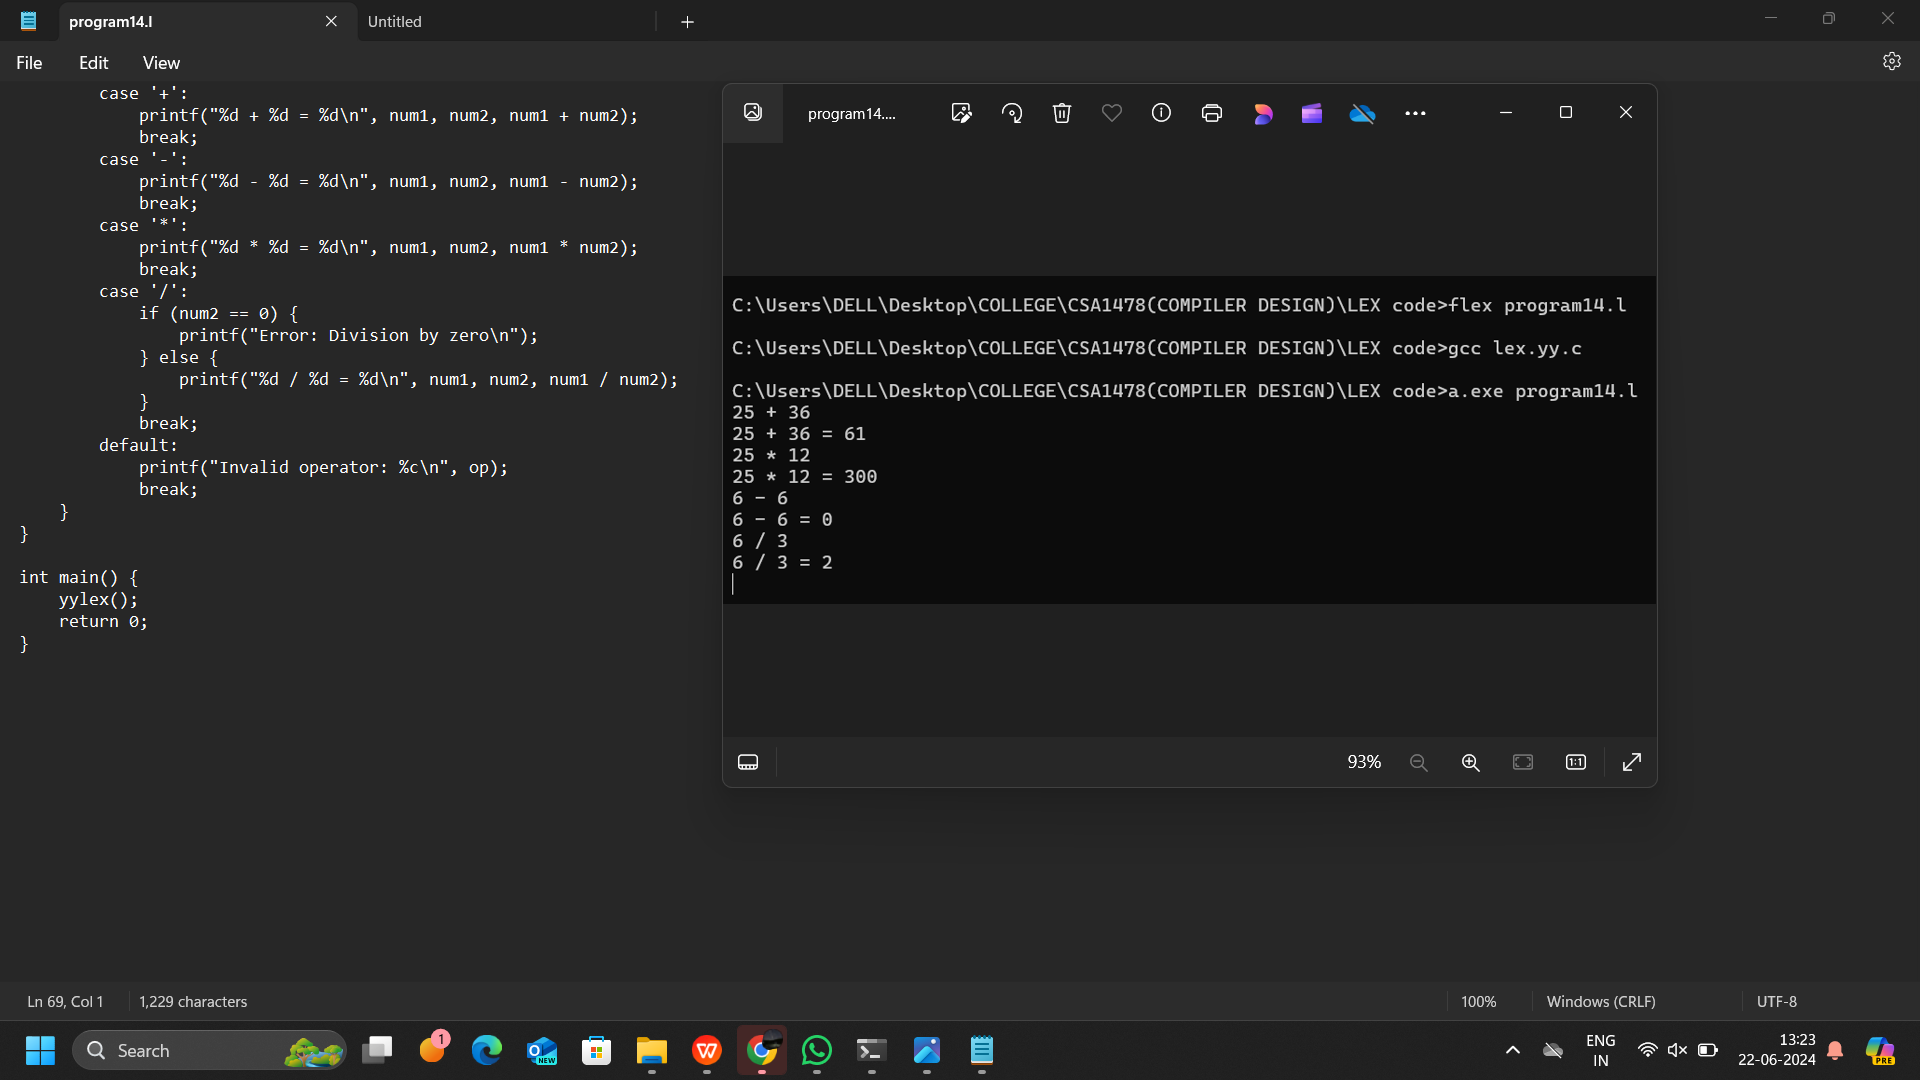 program14.l
Untitled
File
Edit
View
case '+':
printf("%d + %d = %d\n", num1, num2, num1 + num2);
break;
case '-':
printf("%d - %d = %d\n", num1, num2, num1 - num2);
break;
case '*':
printf("%d * %d = %d\n", num1, num2, num1 * num2);
break;
case '/':
if (num2 == 0) {
printf("Error: Division by zero\n");
} else {
printf("%d / %d = %d\n", num1, num2, num1 / num2);
}
break;
default:
printf("Invalid operator: %c\n", op);
break;
}
}
int main() {
yylex();
return 0;
}
program14....
C:\Users\DELL\Desktop\COLLEGE\CSA1478(COMPILER DESIGN)\LEX code>flex program14.l
C:\Users\DELL\Desktop\COLLEGE\CSA1478(COMPILER DESIGN)\LEX code>gcc lex.yy.c
C:\Users\DELL\Desktop\COLLEGE\CSA1478(COMPILER DESIGN)\LEX code>a.exe program14.l
25 + 36
25 + 36 = 61
25 * 12
25 * 12 = 300
6 - 6
6 - 6 = 0
6 / 3
6 / 3 = 2
93%
1:1
Ln 69, Col 1
1,229 characters
100%
Windows (CRLF)
UTF-8
Search
1
NEW
W
ENG
IN
13:23
22-06-2024
PRE